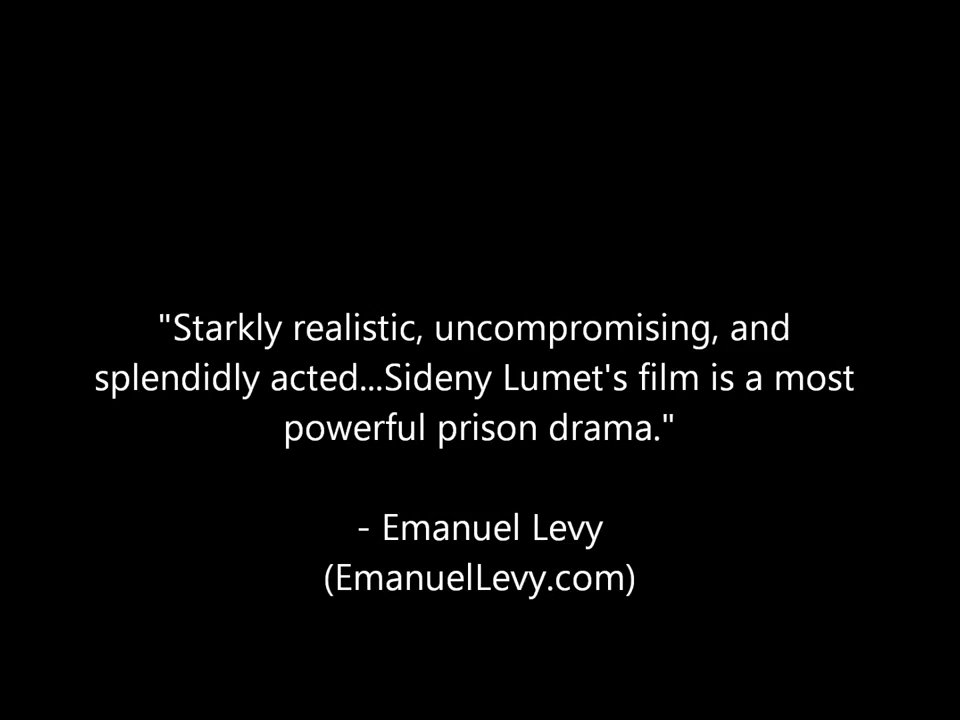 "Starkly realistic, uncompromising, and
splendidly acted...Sideny Lumet's film is a most
powerful prison drama."
- Emanuel Levy
(EmanuelLevy.com)